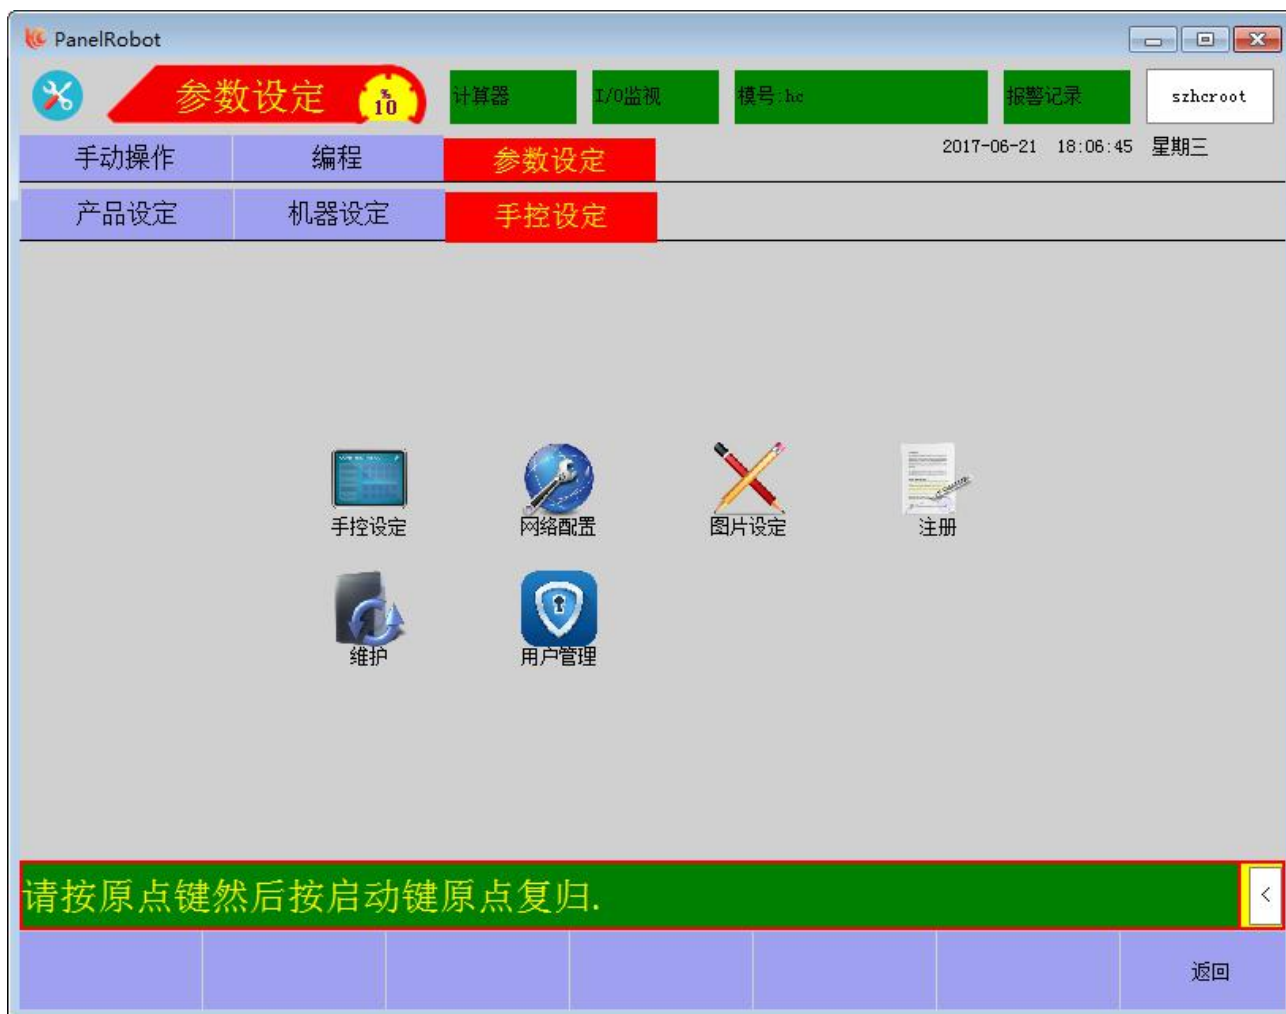 PanelRobot
参数设定 % 10 计算器 I/O监视 模号:hc 报警记录 szhcroot
手动操作 编程 参数设定 2017-06-21 18:06:45 星期三
产品设定 机器设定 手控设定
手控设定 网络配置 图片设定 注册
维护 用户管理
请按原点键然后按启动键原点复归. <
返回